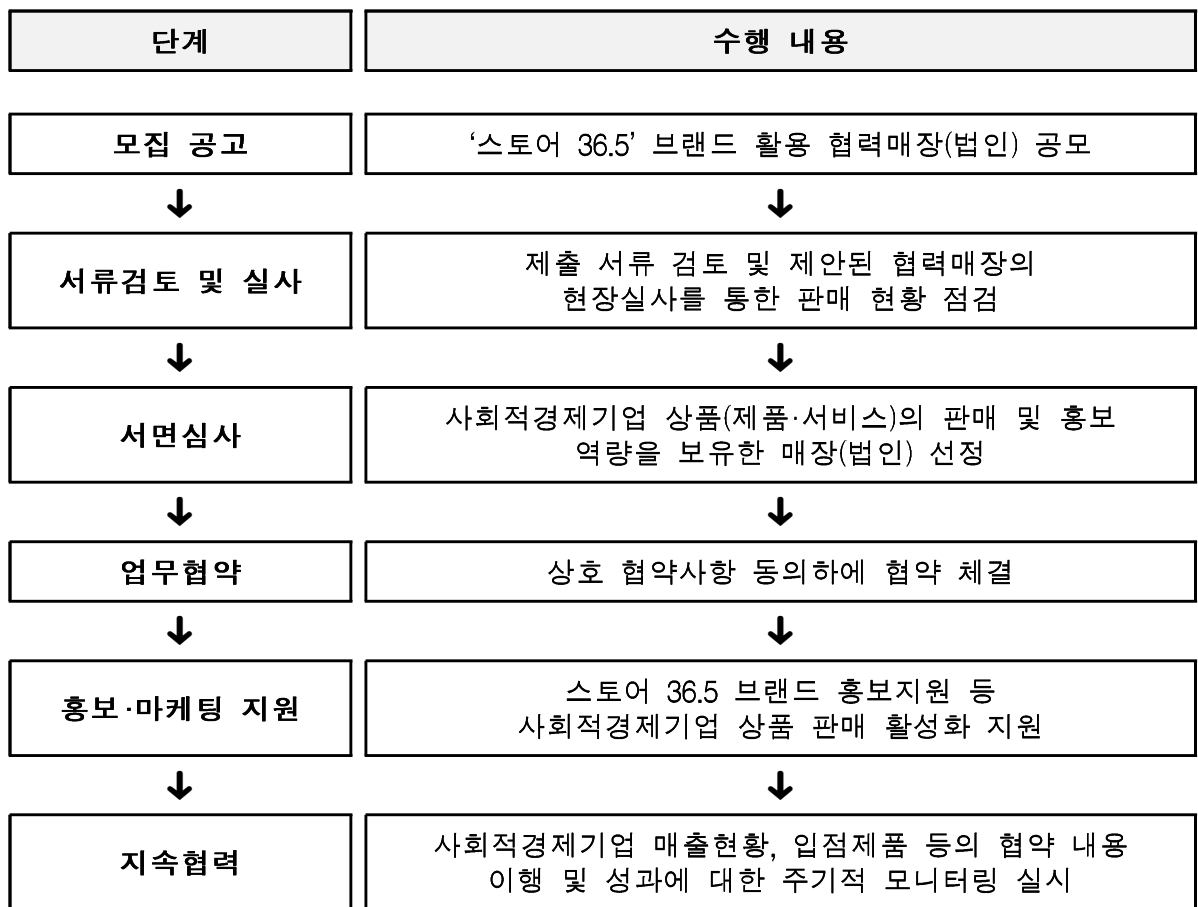 단계
수행 내용
모집 공고
‘스토어 36.5’ 브랜드 활용 협력매장(법인) 공모
서류검토 및 실사
제출 서류 검토 및 제안된 협력매장의
현장실사를 통한 판매 현황 점검
서면심사
사회적경제기업 상품(제품·서비스)의 판매 및 홍보
역량을 보유한 매장(법인) 선정
업무협약
상호 협약사항 동의하에 협약 체결
홍보·마케팅 지원
스토어 36.5 브랜드 홍보지원 등
사회적경제기업 상품 판매 활성화 지원
지속협력
사회적경제기업 매출현황, 입점제품 등의 협약 내용
이행 및 성과에 대한 주기적 모니터링 실시